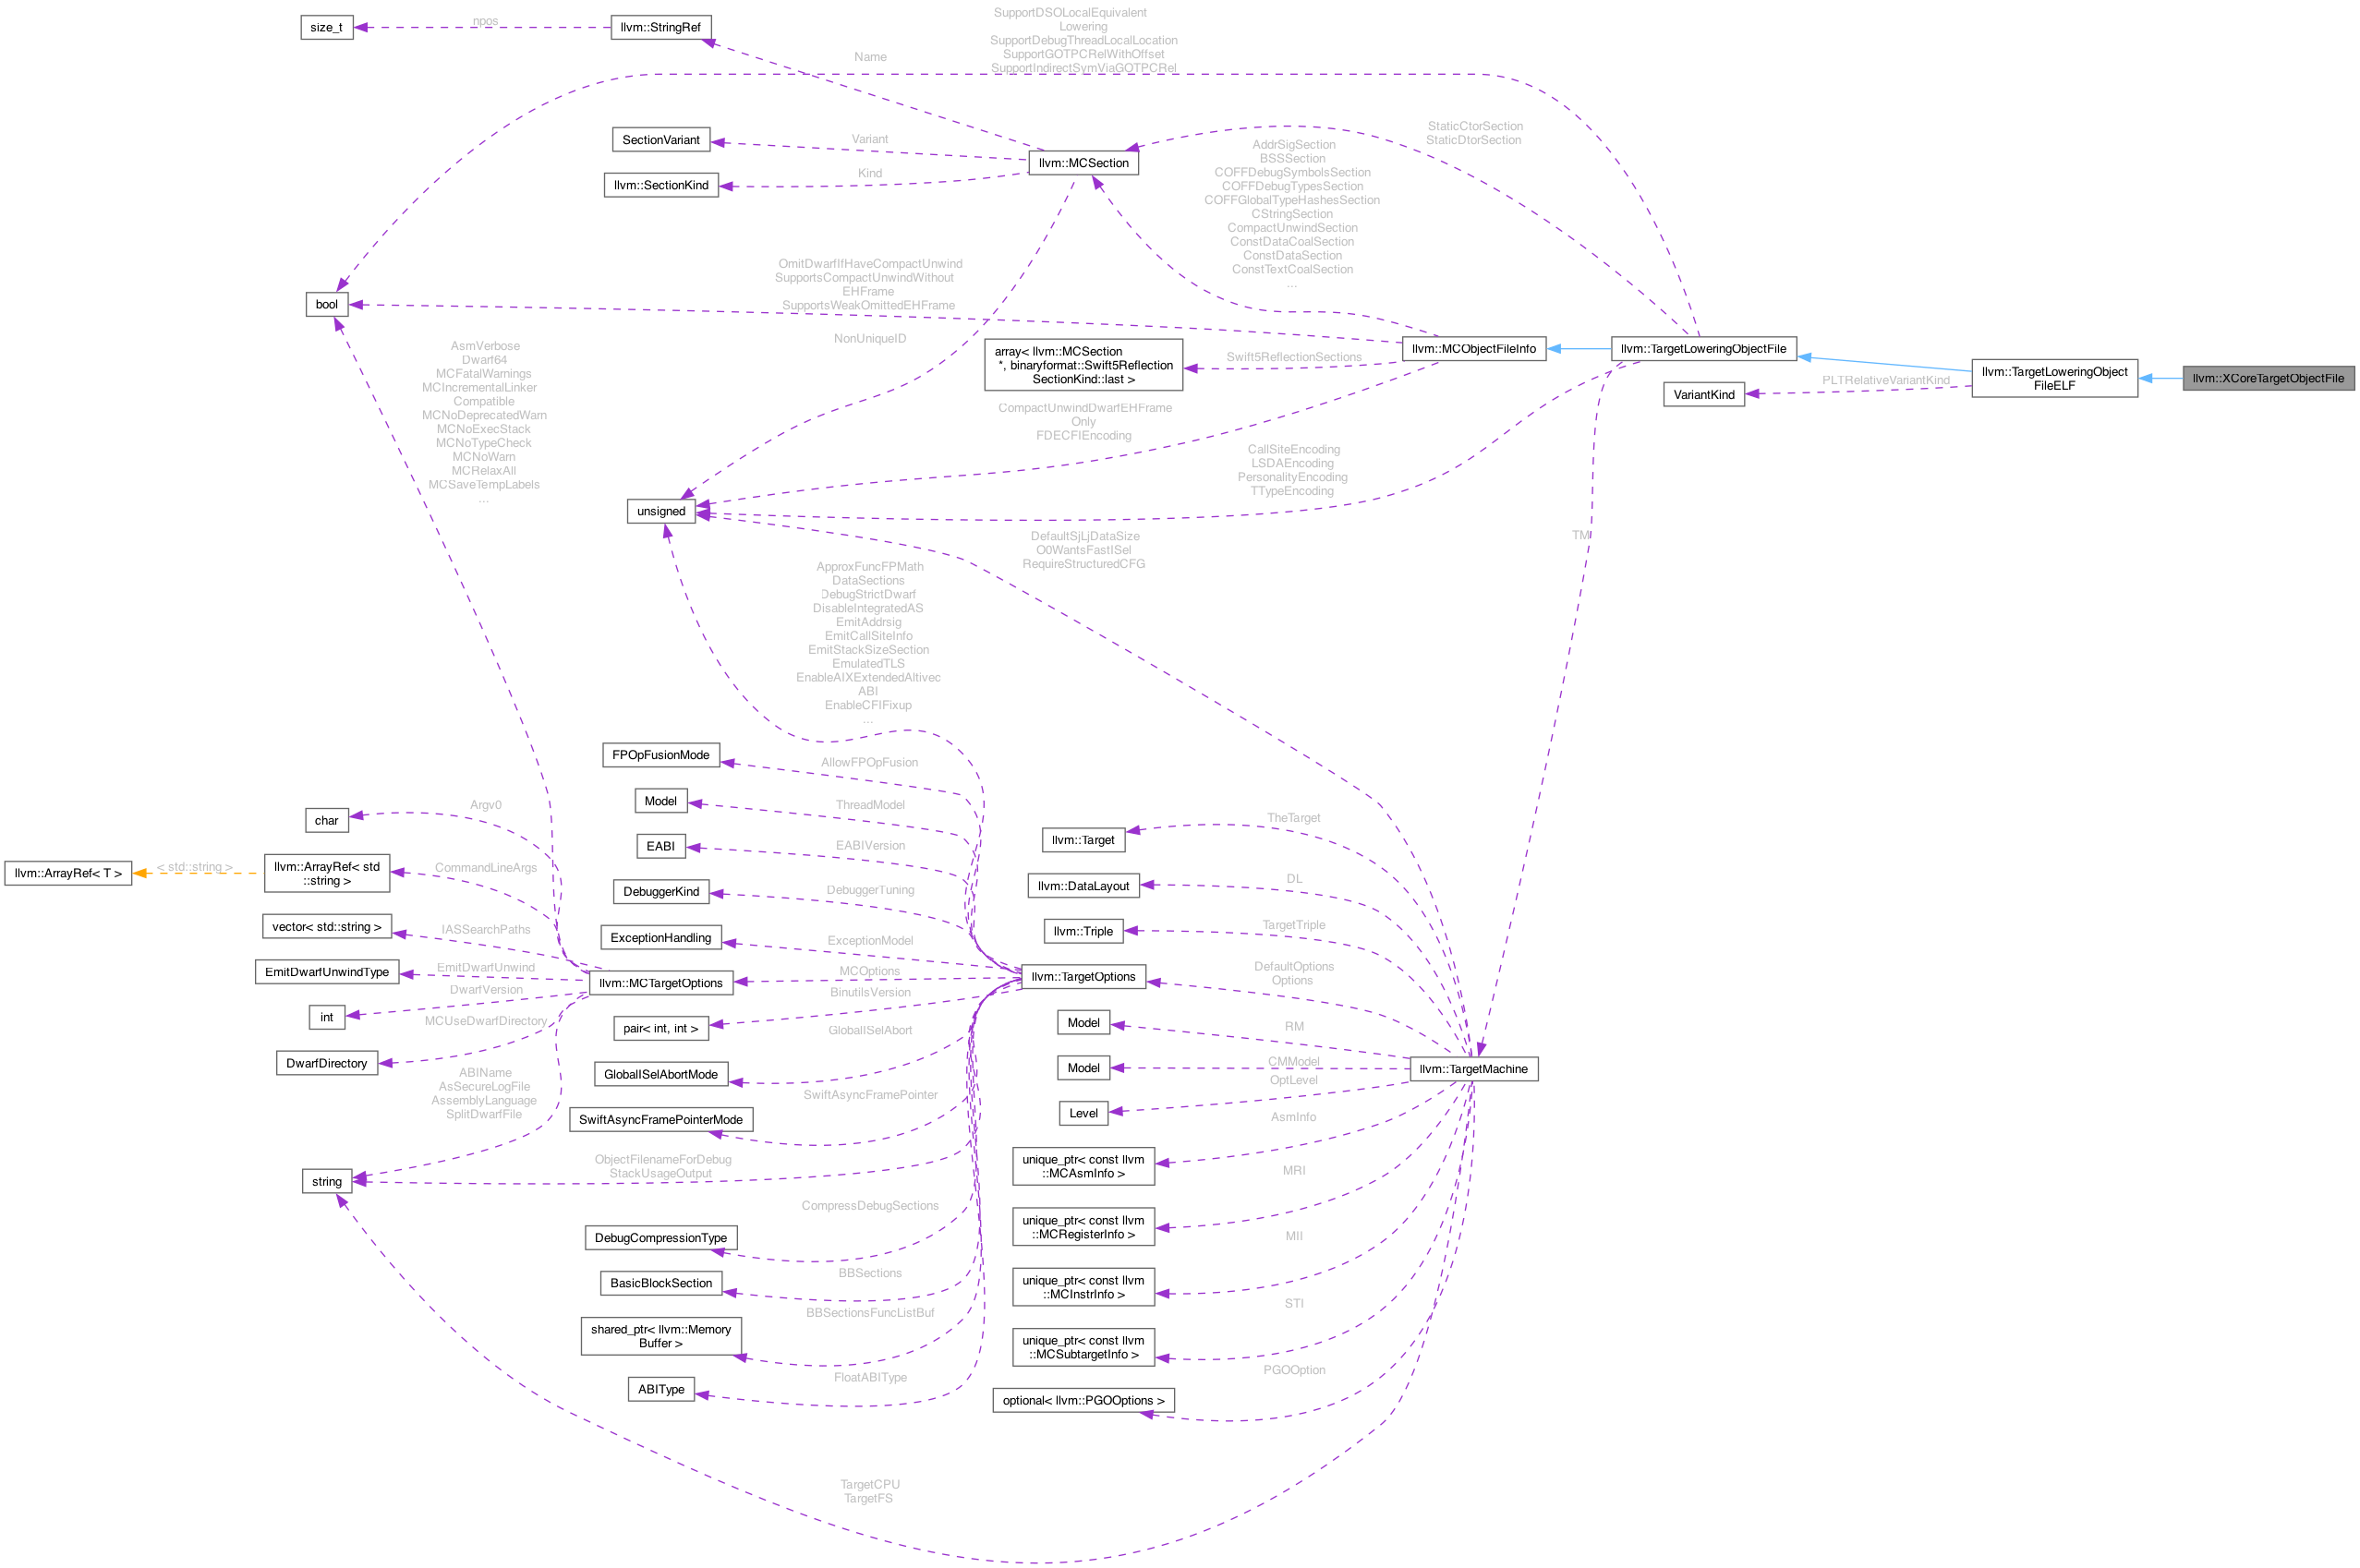 size_t
npos
llvm::StringRef
SupportDSOLocalEquivalent
Lowering
SupportDebugThreadLocalLocation
SupportGOTPCRelWithOffset
SupportIndirectSymViaGOTPCRel
Name
SectionVariant
Variant
llvm::SectionKind
Kind
llvm::MCSection
StaticCtorSection
StaticDtorSection
AddrSigSection
BSSSection
COFFDebugSymbolsSection
COFFDebugTypesSection
COFFGlobalTypeHashesSection
CStringSection
CompactUnwindSection
ConstDataCoalSection
ConstDataSection
ConstTextCoalSection
...
bool
OmitDwarfIfHaveCompactUnwind
SupportsCompactUnwindWithout
EHFrame
SupportsWeakOmittedEHFrame
NonUniqueID
array< llvm::MCSection
*, binaryformat::Swift5Reflection
SectionKind::last >
Swift5ReflectionSections
llvm::MCObjectFileInfo
llvm::TargetLoweringObjectFile
VariantKind
PLTRelativeVariantKind
llvm::TargetLoweringObject
FileELF
llvm::XCoreTargetObjectFile
AsmVerbose
Dwarf64
MCFatalWarnings
MCIncrementalLinker
Compatible
MCNoDeprecatedWarn
MCNoExecStack
MCNoTypeCheck
MCNoWarn
MCRelaxAll
MCSaveTempLabels
...
CompactUnwindDwarfEHFrame
Only
FDECFIEncoding
CallSiteEncoding
LSDAEncoding
PersonalityEncoding
TTypeEncoding
unsigned
DefaultSjLjDataSize
O0WantsFastISel
RequireStructuredCFG
TM
ApproxFuncFPMath
DataSections
DebugStrictDwarf
DisableIntegratedAS
EmitAddrsig
EmitCallSiteInfo
EmitStackSizeSection
EmulatedTLS
EnableAIXExtendedAltivec
ABI
EnableCFIFixup
...
FPOpFusionMode
AllowFPOpFusion
Model
ThreadModel
EABI
EABIVersion
DebuggerKind
DebuggerTuning
ExceptionHandling
ExceptionModel
char
Argv0
llvm::ArrayRef< T >
< std::string >
llvm::ArrayRef< std
::string >
CommandLineArgs
vector< std::string >
IASSearchPaths
EmitDwarfUnwindType
EmitDwarfUnwind
int
DwarfVersion
DwarfDirectory
MCUseDwarfDirectory
llvm::MCTargetOptions
MCOptions
llvm::TargetOptions
pair< int, int >
BinutilsVersion
GlobalISelAbortMode
GlobalISelAbort
SwiftAsyncFramePointerMode
SwiftAsyncFramePointer
ABIName
AsSecureLogFile
AssemblyLanguage
SplitDwarfFile
string
ObjectFilenameForDebug
StackUsageOutput
DebugCompressionType
CompressDebugSections
BasicBlockSection
BBSections
shared_ptr< llvm::Memory
Buffer >
BBSectionsFuncListBuf
ABIType
FloatABIType
llvm::Target
TheTarget
llvm::DataLayout
DL
llvm::Triple
TargetTriple
DefaultOptions
Options
Model
RM
Model
CMModel
Level
OptLevel
llvm::TargetMachine
unique_ptr< const llvm
::MCAsmInfo >
AsmInfo
unique_ptr< const llvm
::MCRegisterInfo >
MRI
unique_ptr< const llvm
::MCInstrInfo >
MII
unique_ptr< const llvm
::MCSubtargetInfo >
STI
optional< llvm::PGOOptions >
PGOOption
TargetCPU
TargetFS